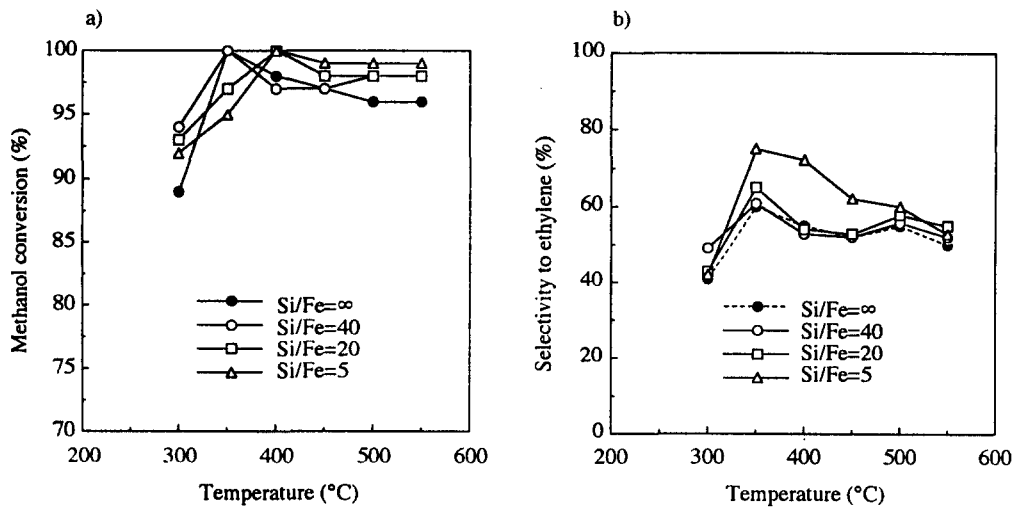 a)
Methanol conversion (%)
100
95
90
85
80
75
70
Si/Fe=∞
Si/Fe=40
Si/Fe=20
Si/Fe=5
200
300
400
500
600
Temperature (°C)
b)
Selectivity to ethylene (%)
100
80
60
40
20
0
Si/Fe=∞
Si/Fe=40
Si/Fe=20
Si/Fe=5
200
300
400
500
600
Temperature (°C)